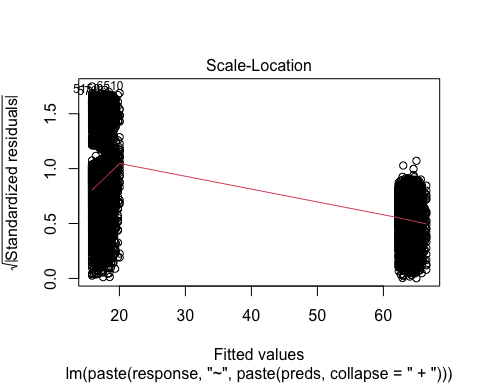 Scale-Location
6510
√|Standardized residuals|
0.0 0.5 1.0 1.5
20 30 40 50 60
Fitted values
lm(paste(response, "~", paste(preds, collapse = " + ")))